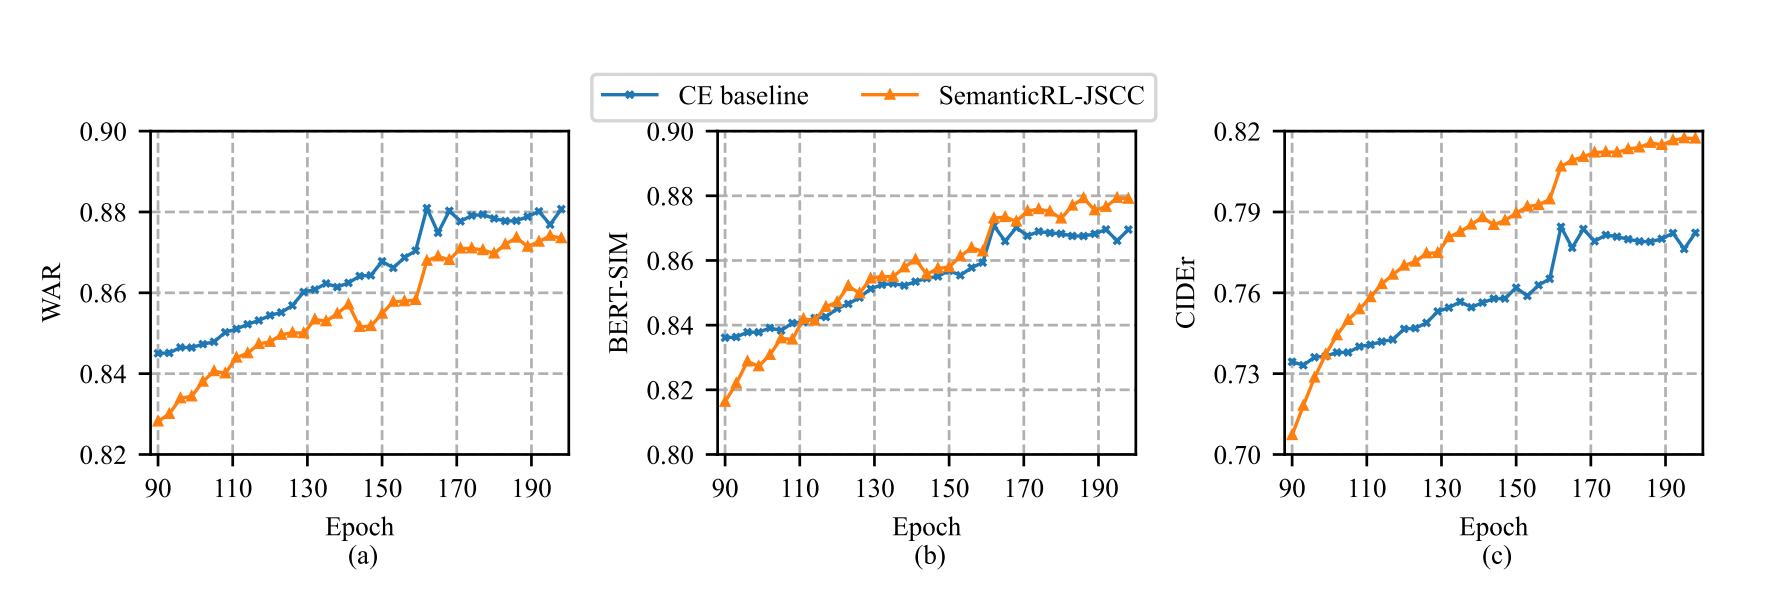 CE baseline SemanticRL-JSCC
WAR
0.90
0.88
0.86
0.84
0.82
90 110 130 150 170 190
Epoch
(a)
BERT-SIM
0.90
0.88
0.86
0.84
0.82
0.80
90 110 130 150 170 190
Epoch
(b)
CIDEr
0.82
0.79
0.76
0.73
0.70
90 110 130 150 170 190
Epoch
(c)